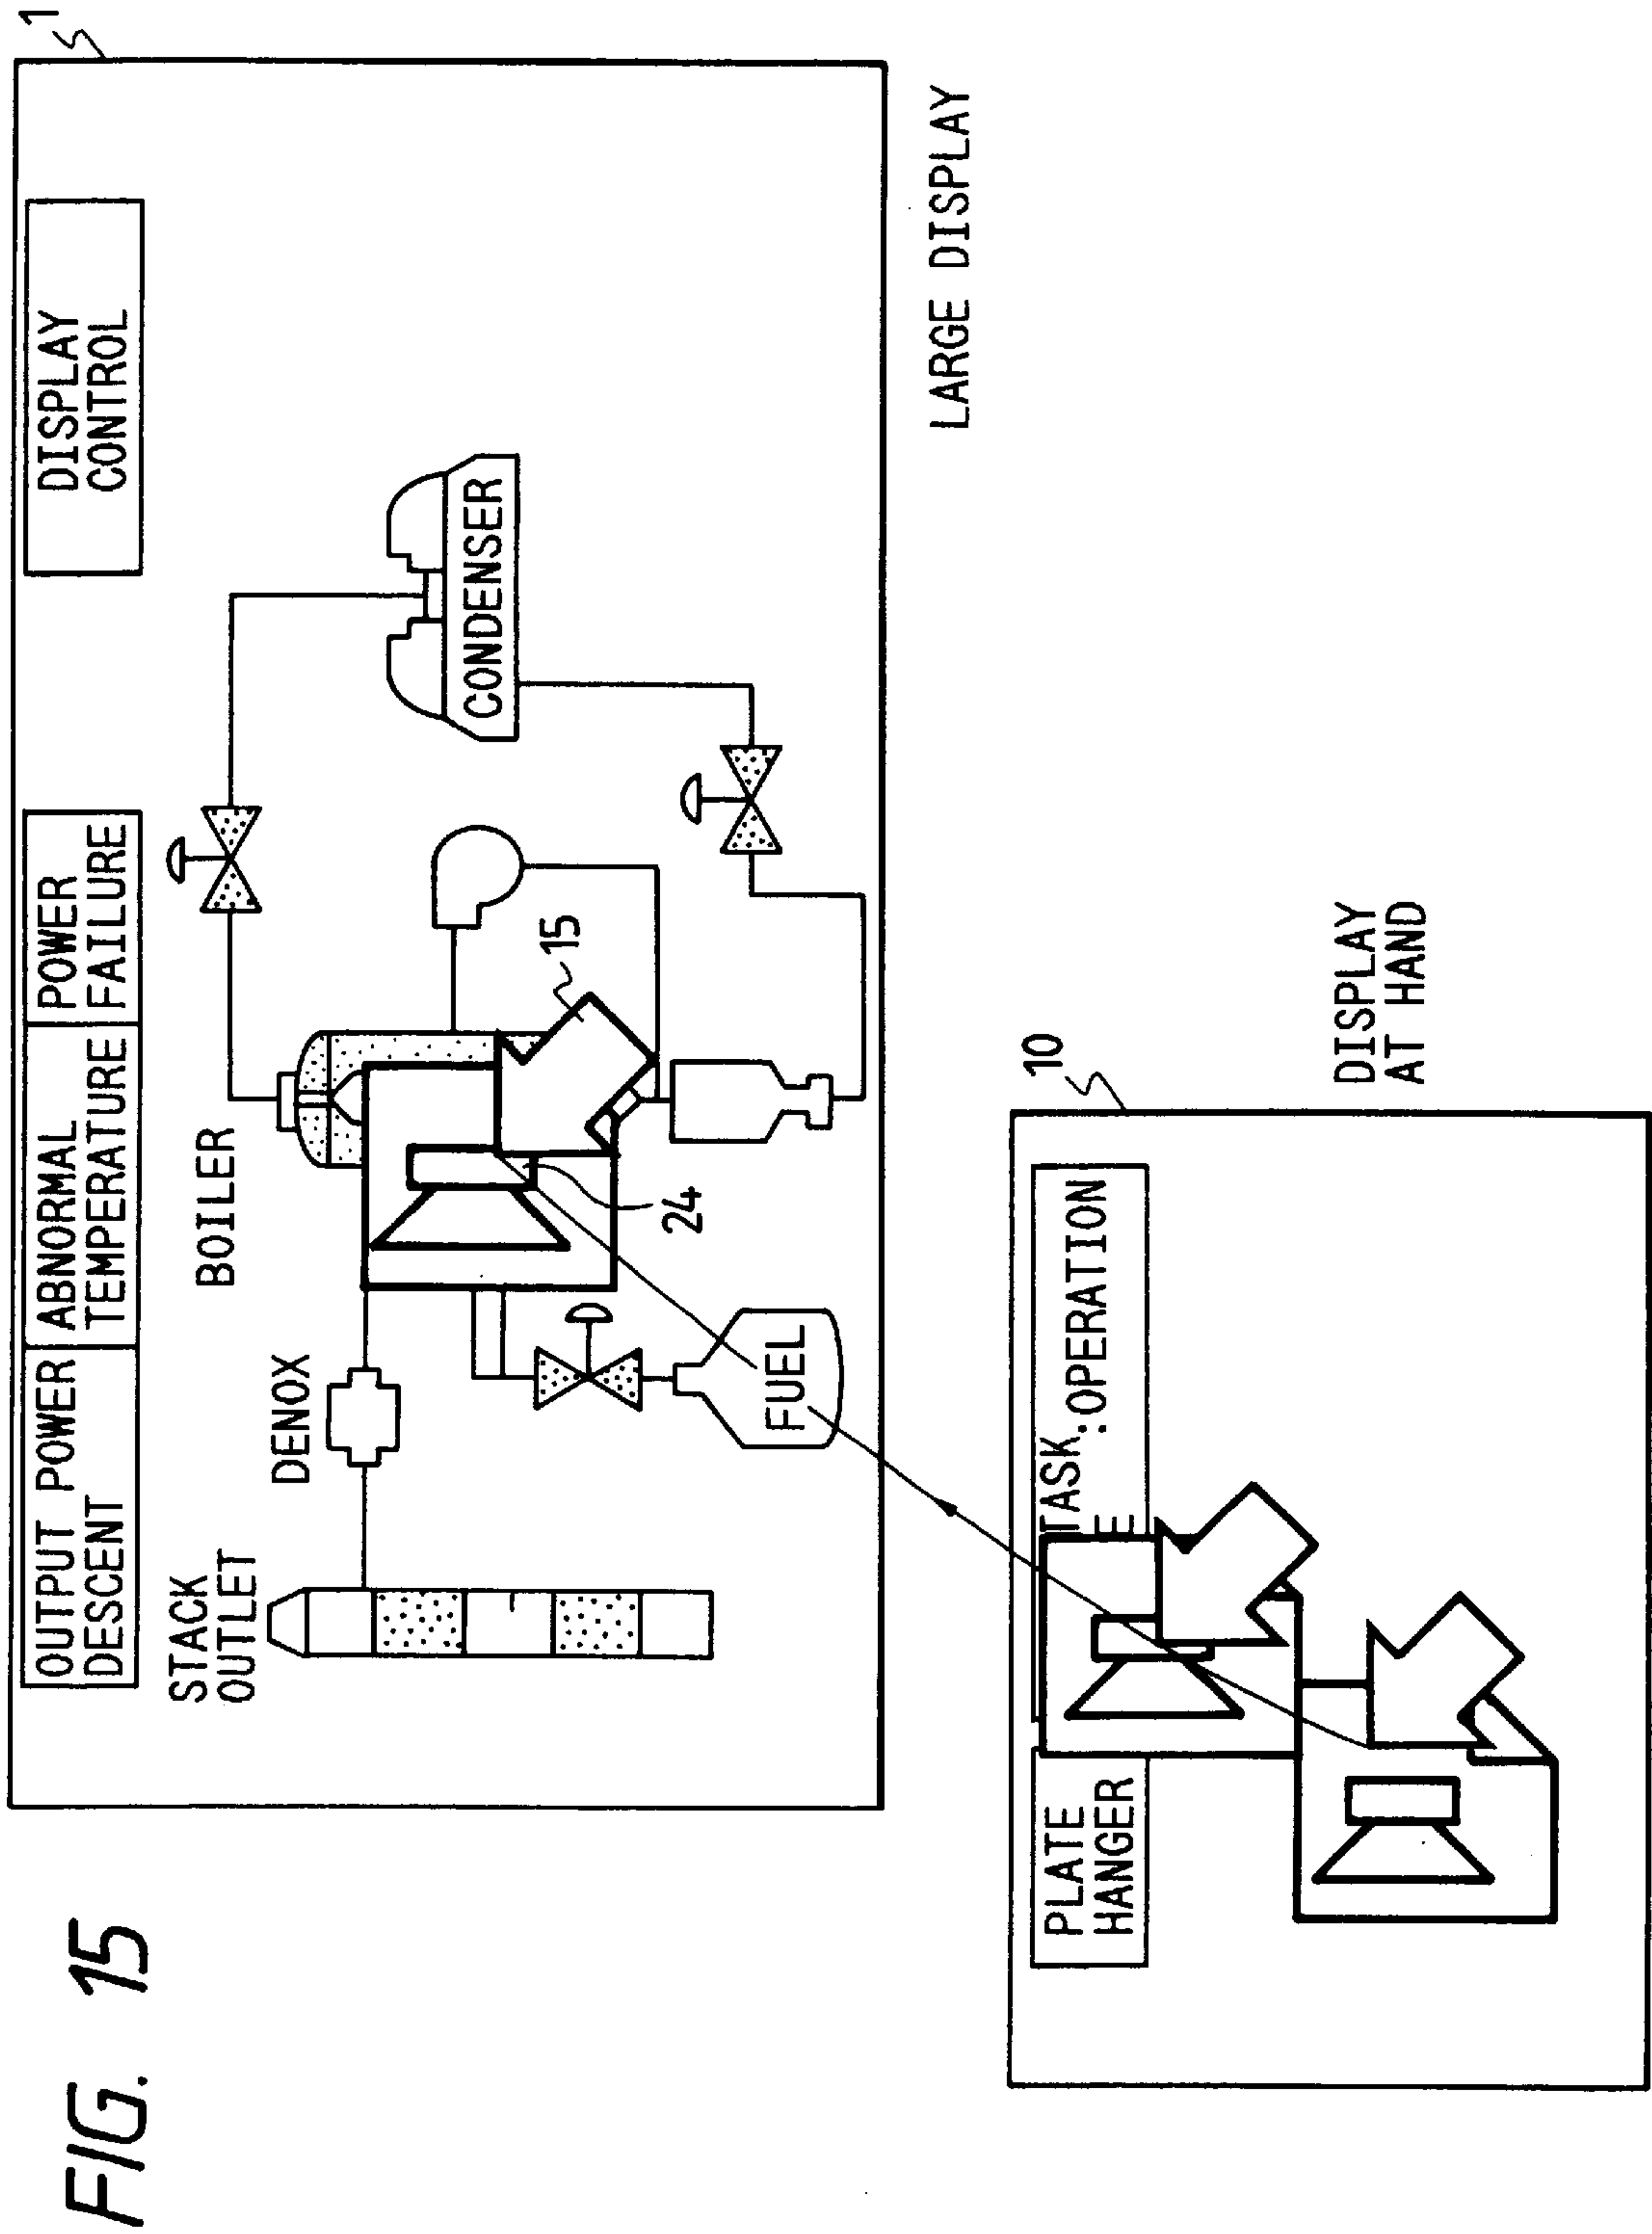 FIG. 15
1
OUTPUT POWER
DESCENT
ABNORMAL
TEMPERATURE
POWER
FAILURE
DISPLAY
CONTROL
STACK
OUTLET
DENOX
BOILER
CONDENSER
15
24
FUEL
LARGE DISPLAY
10
PLATE
HANGER
TASK
E
:OPERATION
DISPLAY
AT HAND